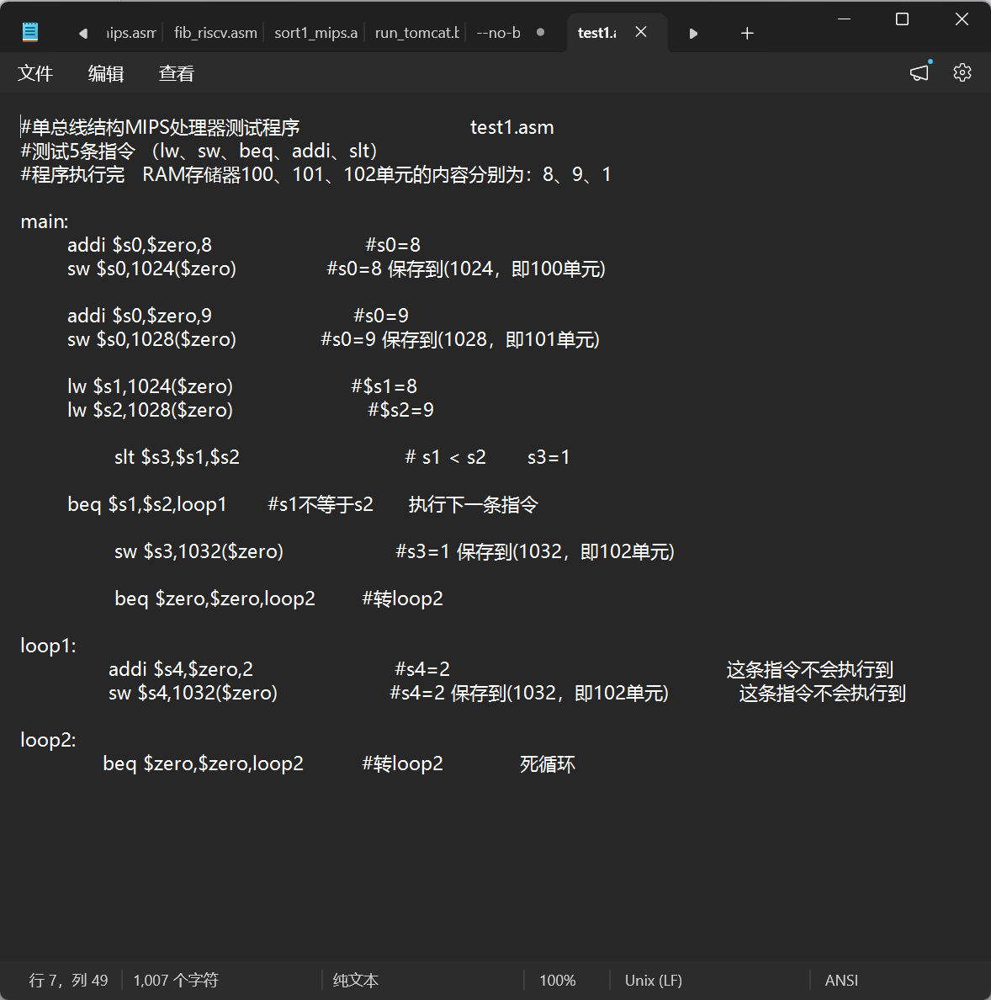 ips.asm fib_riscv.asm sort1_mips.a run_tomcat.b --no-b test1.a
文件 编辑 查看
#单总线结构MIPS处理器测试程序 test1.asm
#测试5条指令 （lw、sw、beq、addi、slt）
#程序执行完 RAM存储器100、101、102单元的内容分别为：8、9、1
main:
addi $s0,$zero,8 #s0=8
sw $s0,1024($zero) #s0=8 保存到(1024，即100单元)
addi $s0,$zero,9 #s0=9
sw $s0,1028($zero) #s0=9 保存到(1028，即101单元)
lw $s1,1024($zero) #$s1=8
lw $s2,1028($zero) #$s2=9
slt $s3,$s1,$s2 # s1 < s2 s3=1
beq $s1,$s2,loop1 #s1不等于s2 执行下一条指令
sw $s3,1032($zero) #s3=1 保存到(1032，即102单元)
beq $zero,$zero,loop2 #转loop2
loop1:
addi $s4,$zero,2 #s4=2 这条指令不会执行到
sw $s4,1032($zero) #s4=2 保存到(1032，即102单元) 这条指令不会执行到
loop2:
beq $zero,$zero,loop2 #转loop2 死循环
行 7，列 49 1,007 个字符 纯文本 100% Unix (LF) ANSI